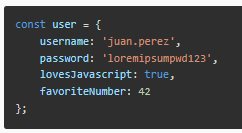 const user = {
    username: 'juan.perez',
    password: 'loremipsumpwd123',
    lovesJavascript: true,
    favoriteNumber: 42
};